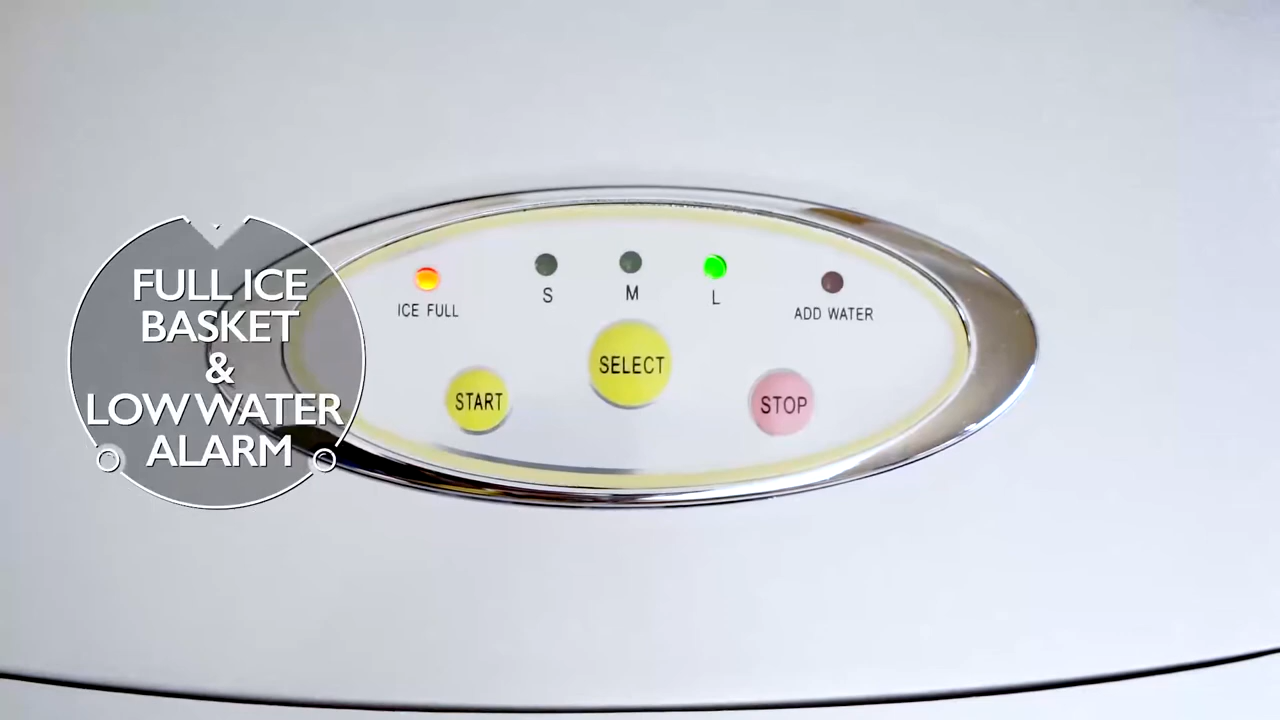 FULL ICE
BASKET
&
LOW WATER
ALARM
ICE FULL
S
M
L
ADD WATER
START
SELECT
STOP